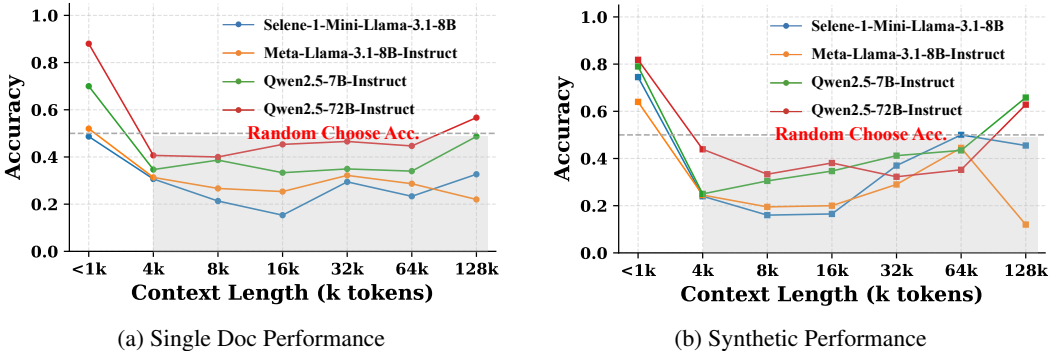 1.0
0.8
0.6
0.4
0.2
0.0
Accuracy
Selene-1-Mini-Llama-3.1-8B
Meta-Llama-3.1-8B-Instruct
Qwen2.5-7B-Instruct
Qwen2.5-72B-Instruct
Random Choose Acc.
<1k 4k 8k 16k 32k 64k 128k
Context Length (k tokens)
(a) Single Doc Performance
1.0
0.8
0.6
0.4
0.2
0.0
Accuracy
Selene-1-Mini-Llama-3.1-8B
Meta-Llama-3.1-8B-Instruct
Qwen2.5-7B-Instruct
Qwen2.5-72B-Instruct
Random Choose Acc.
<1k 4k 8k 16k 32k 64k 128k
Context Length (k tokens)
(b) Synthetic Performance